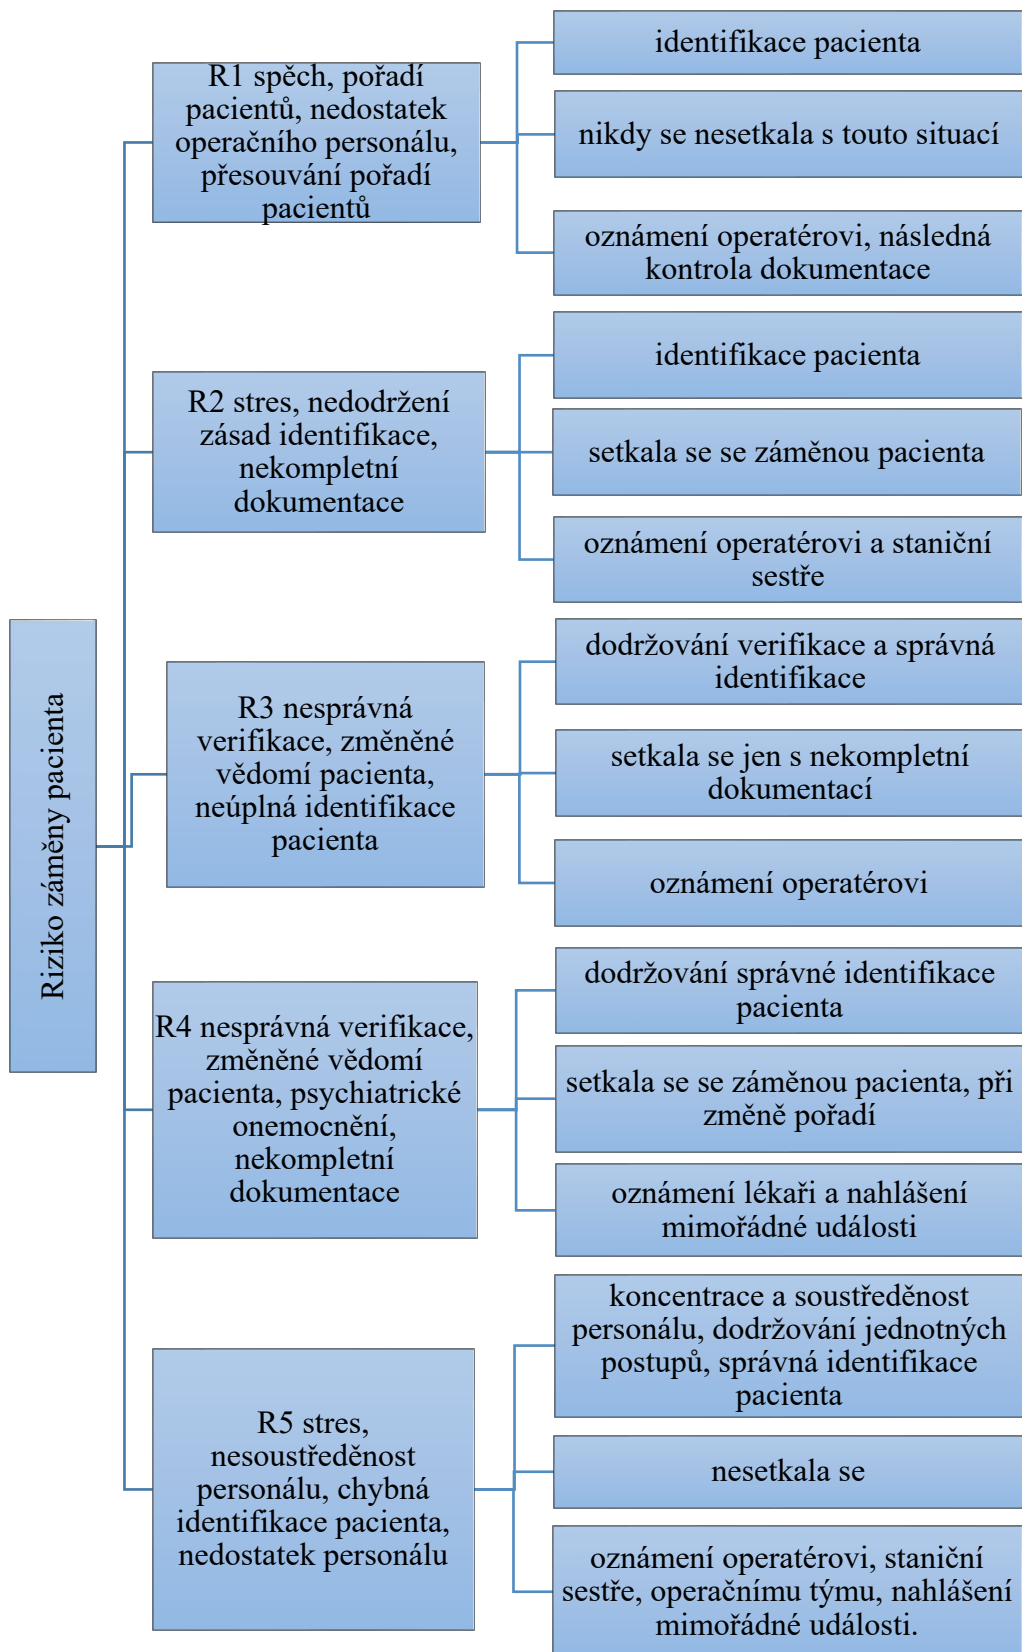 Riziko záměny pacienta
R1 spěch, pořadí
pacientů, nedostatek
operačního personálu,
přesouvání pořadí
pacientů
identifikace pacienta
nikdy se nesetkala s touto situací
oznámení operatérovi, následná
kontrola dokumentace
R2 stres, nedodržení
zásad identifikace,
nekompletní
dokumentace
identifikace pacienta
setkala se se záměnou pacienta
oznámení operatérovi a staniční
sestře
R3 nesprávná
verifikace, změněné
vědomí pacienta,
neúplná identifikace
pacienta
dodržování verifikace a správná
identifikace
setkala se jen s nekompletní
dokumentací
oznámení operatérovi
R4 nesprávná verifikace,
změněné vědomí
pacienta, psychiatrické
onemocnění,
nekompletní
dokumentace
dodržování správné identifikace
pacienta
setkala se se záměnou pacienta, při
změně pořadí
oznámení lékaři a nahlášení
mimořádné události
R5 stres,
nesoustředěnost
personálu, chybná
identifikace pacienta,
nedostatek personálu
koncentrace a soustředěnost
personálu, dodržování jednotných
postupů, správná identifikace
pacienta
nesetkala se
oznámení operatérovi, staniční
sestře, operačnímu týmu, nahlášení
mimořádné události.